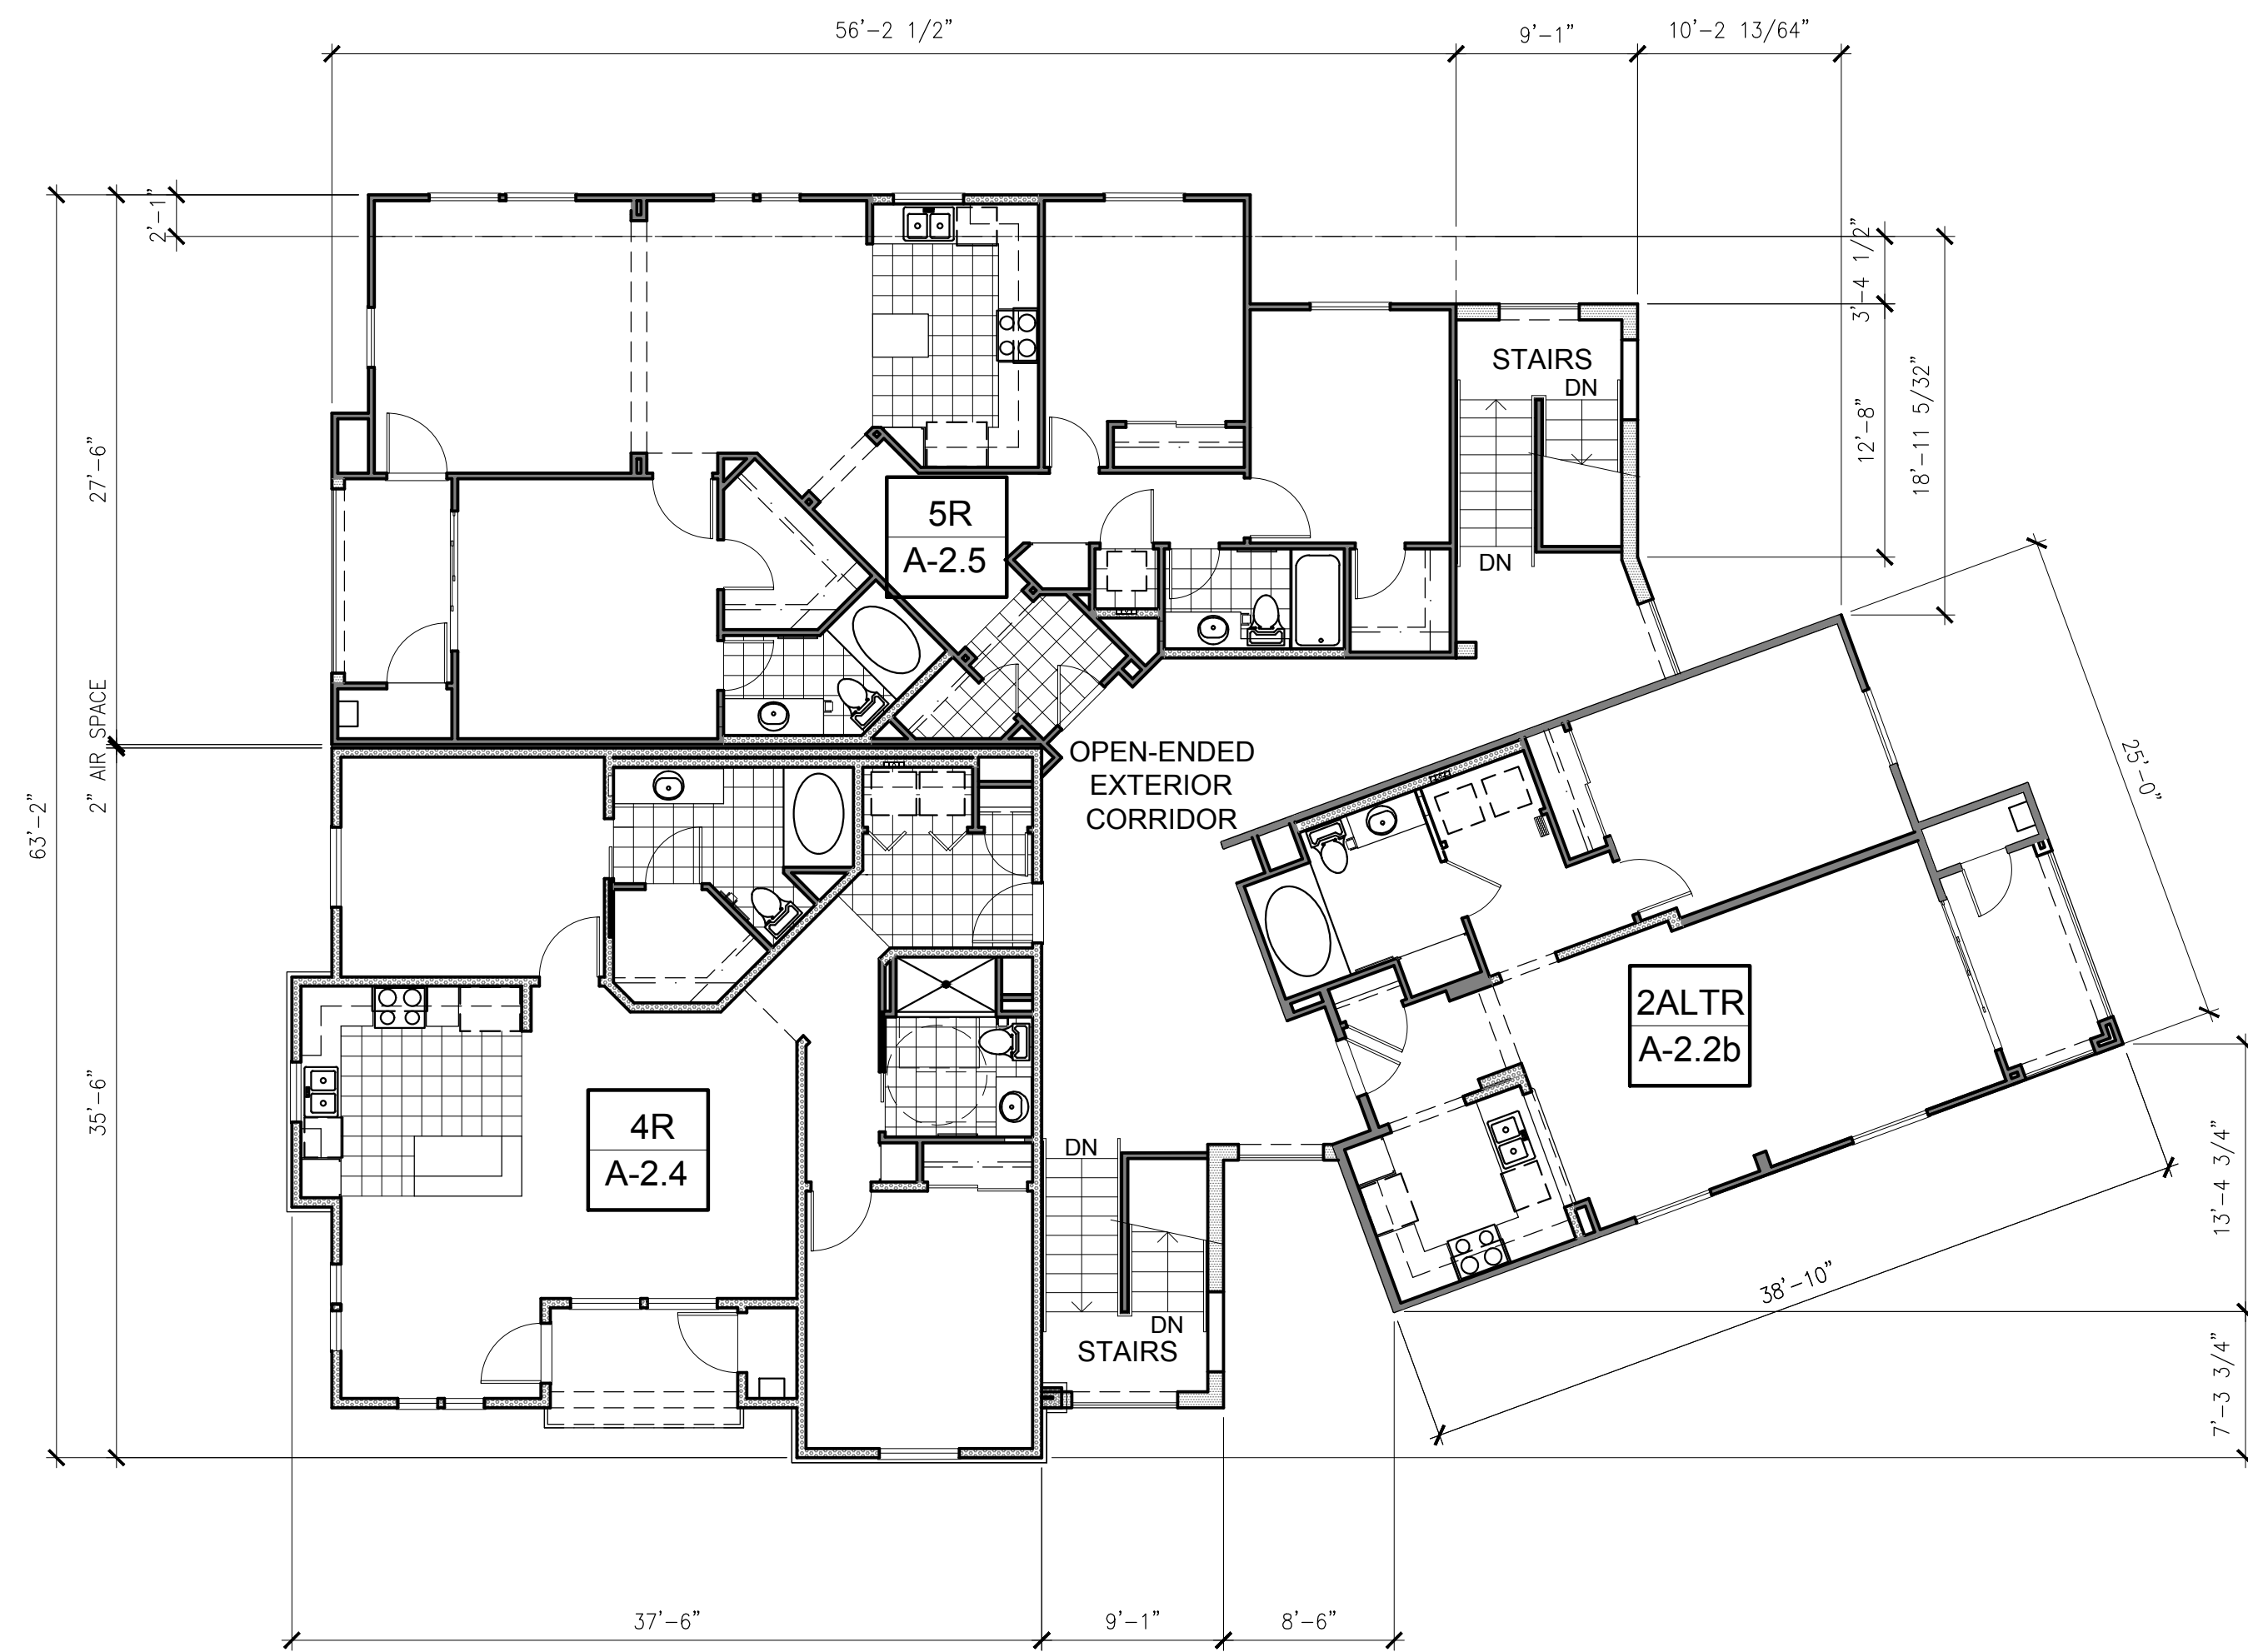 56'-2 1/2"
9'-1"
10'-2 13/64"
2'-1"
3'-4 1/2"
STAIRS
DN
12'-8"
18'-11 5/32"
27'-6"
5R
A-2.5
DN
2" AIR SPACE
63'-2"
OPEN-ENDED
EXTERIOR
CORRIDOR
25'-0"
2ALTR
A-2.2b
35'-6"
4R
A-2.4
DN
13'-4 3/4"
38'-10"
DN
STAIRS
7'-3 3/4"
37'-6"
9'-1"
8'-6"